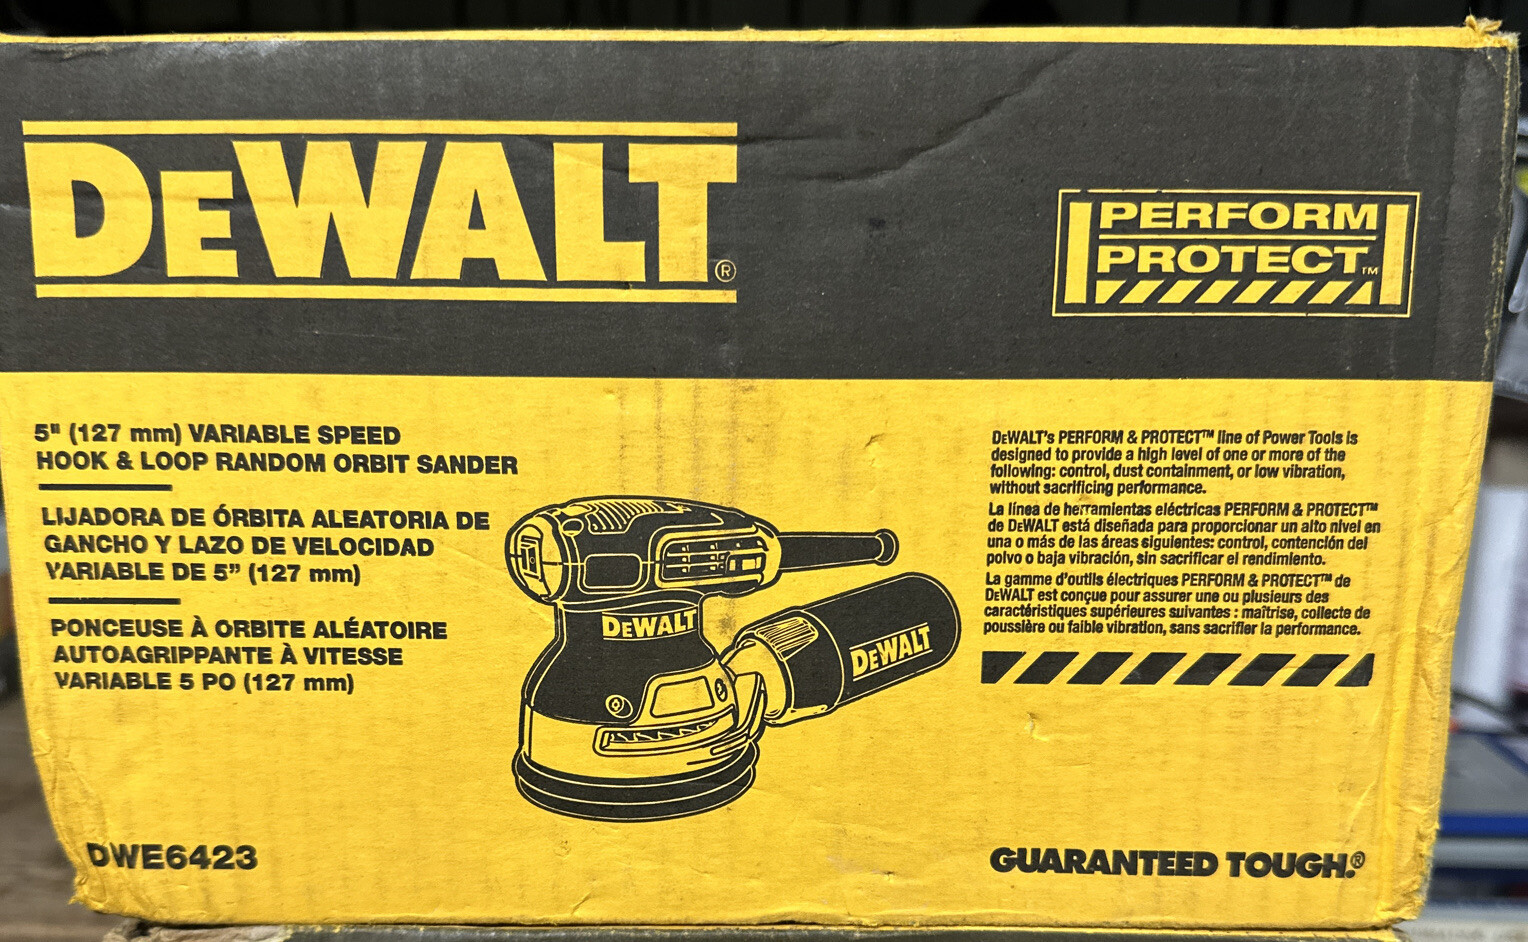 DEWALT®
PERFORM
PROTECT™
5" (127 mm) VARIABLE SPEED
HOOK & LOOP RANDOM ORBIT SANDER
LIJADORA DE ÓRBITA ALEATORIA DE
GANCHO Y LAZO DE VELOCIDAD
VARIABLE DE 5” (127 mm)
PONCEUSE À ORBITE ALÉATOIRE
AUTOAGRIPPANTE À VITESSE
VARIABLE 5 PO (127 mm)
DEWALT
DEWALT
DEWALT's PERFORM & PROTECT™ line of Power Tools is
designed to provide a high level of one or more of the
following: control, dust containment, or low vibration,
without sacrificing performance.
La línea de herramientas eléctricas PERFORM & PROTECT™
de DEWALT está diseñada para proporcionar un alto nivel en
una o más de las áreas siguientes: control, contención del
polvo o baja vibración, sin sacrificar el rendimiento.
La gamme d'outils électriques PERFORM & PROTECT™ de
DEWALT est conçue pour assurer une ou plusieurs des
caractéristiques supérieures suivantes : maîtrise, collecte de
poussière ou faible vibration, sans sacrifier la performance.
DWE6423
GUARANTEED TOUGH.®